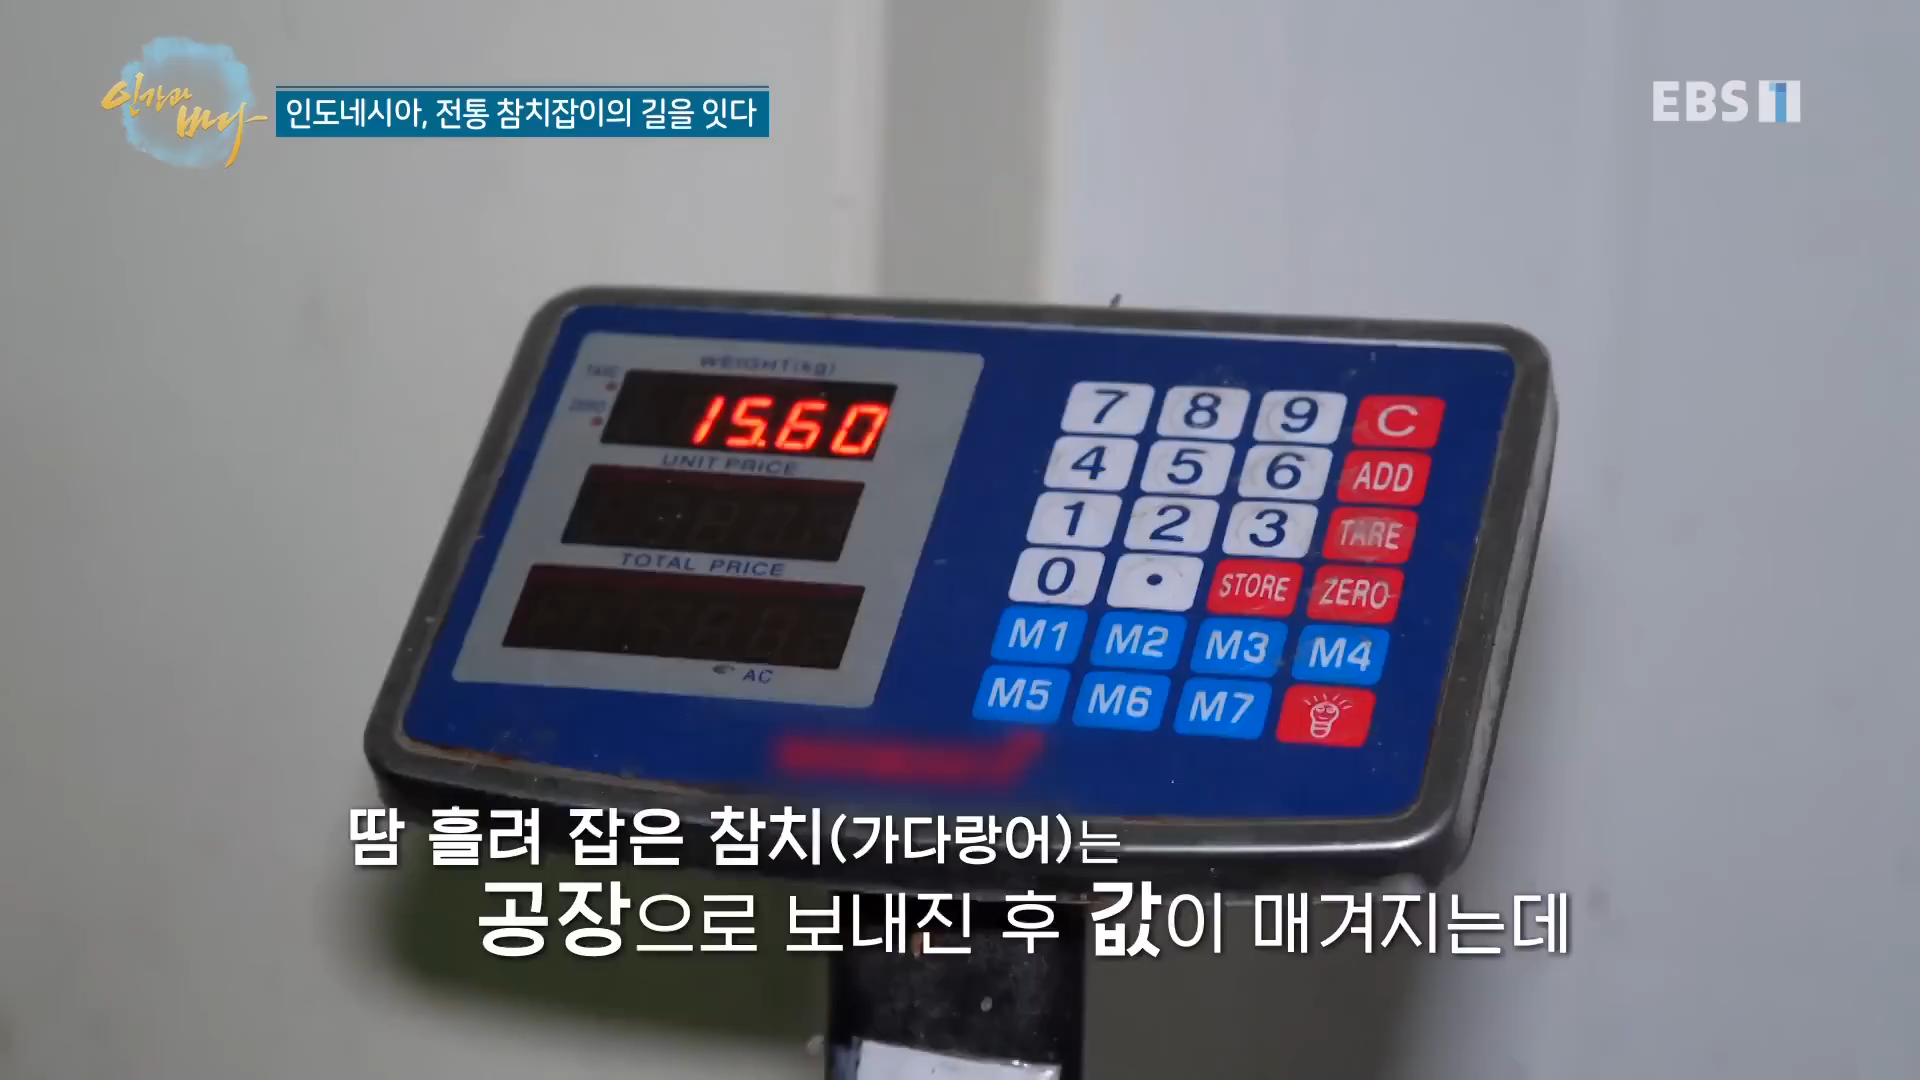 인간과
바다
인도네시아, 전통 참치잡이의 길을 잇다
EBS 1
WEIGHT(kg)
TARE
ZERO
15.60
UNIT PRICE
TOTAL PRICE
AC
7 8 9 C
4 5 6 ADD
1 2 3 TARE
0 . STORE ZERO
M1 M2 M3 M4
M5 M6 M7
땀 흘려 잡은 참치(가다랑어)는
공장으로 보내진 후 값이 매겨지는데